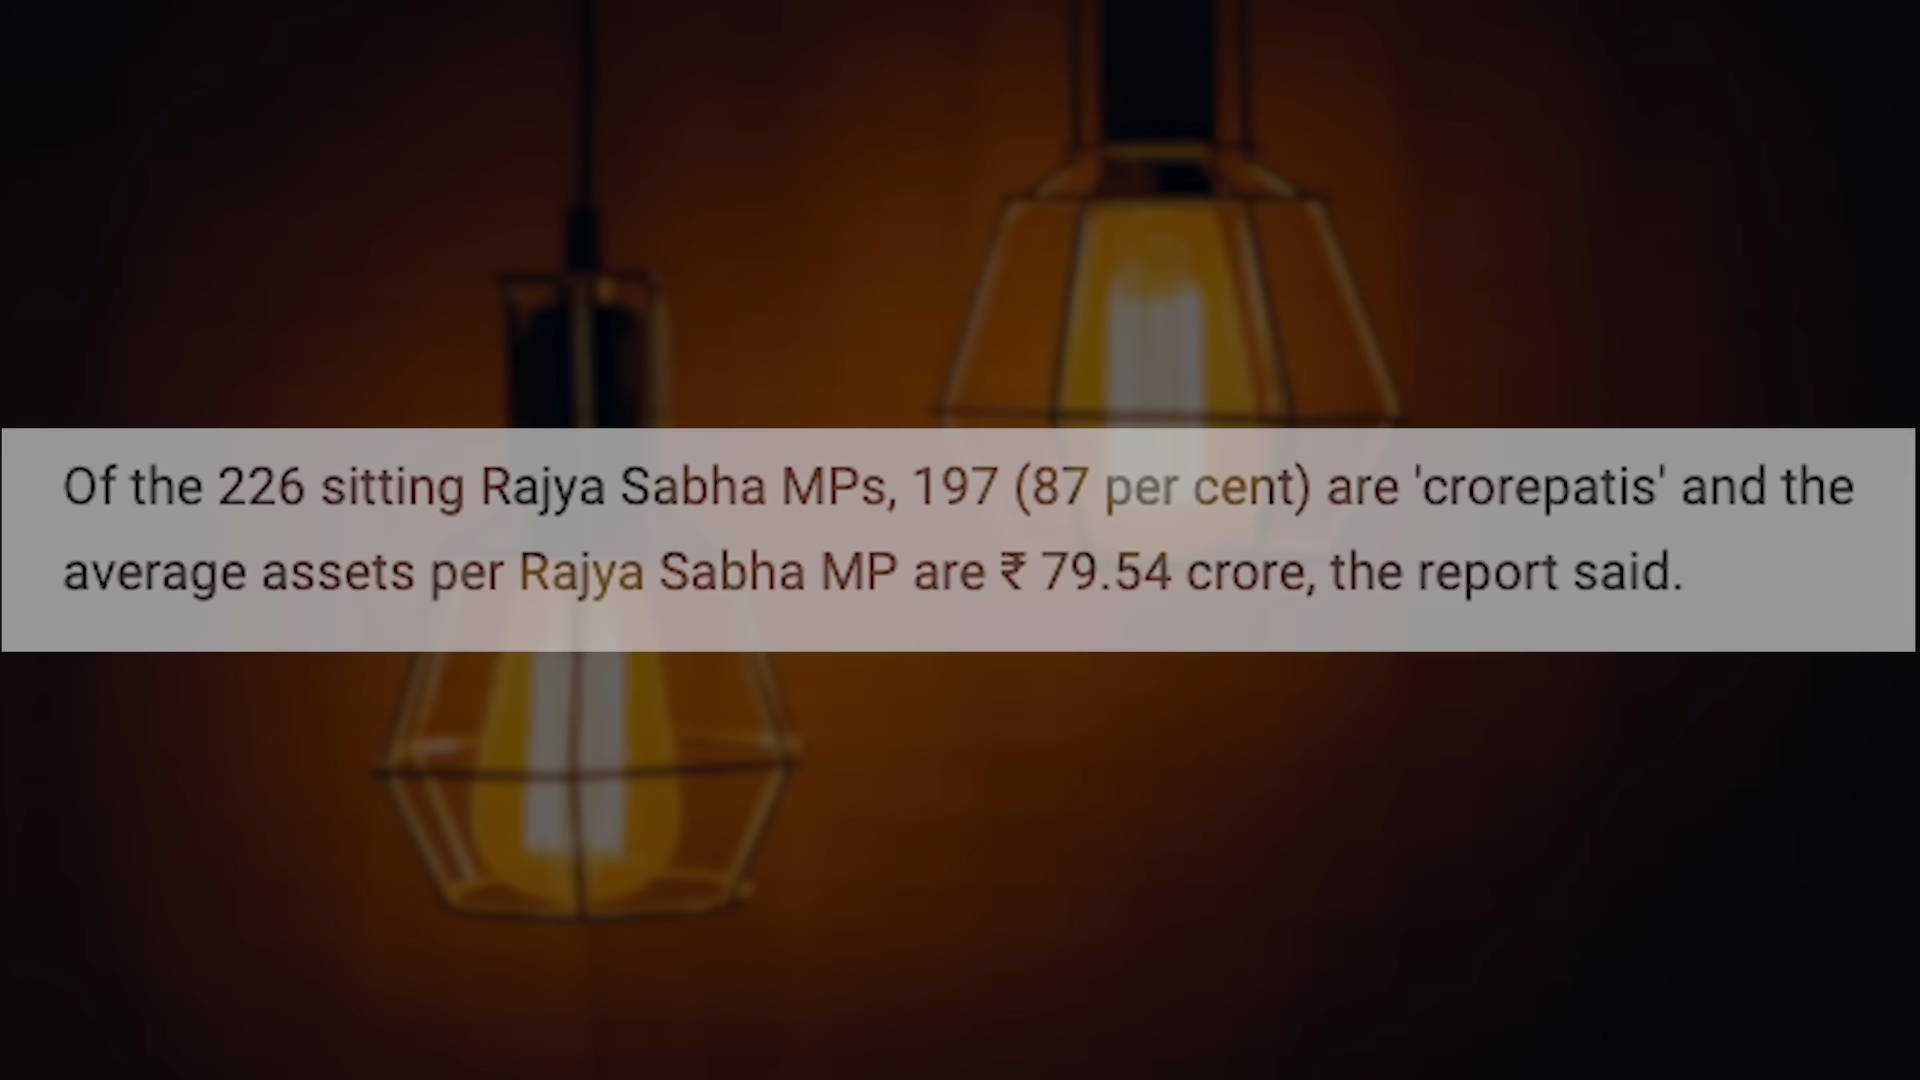 Of the 226 sitting Rajya Sabha MPs, 197 (87 per cent) are 'crorepatis' and the
average assets per Rajya Sabha MP are ₹ 79.54 crore, the report said.